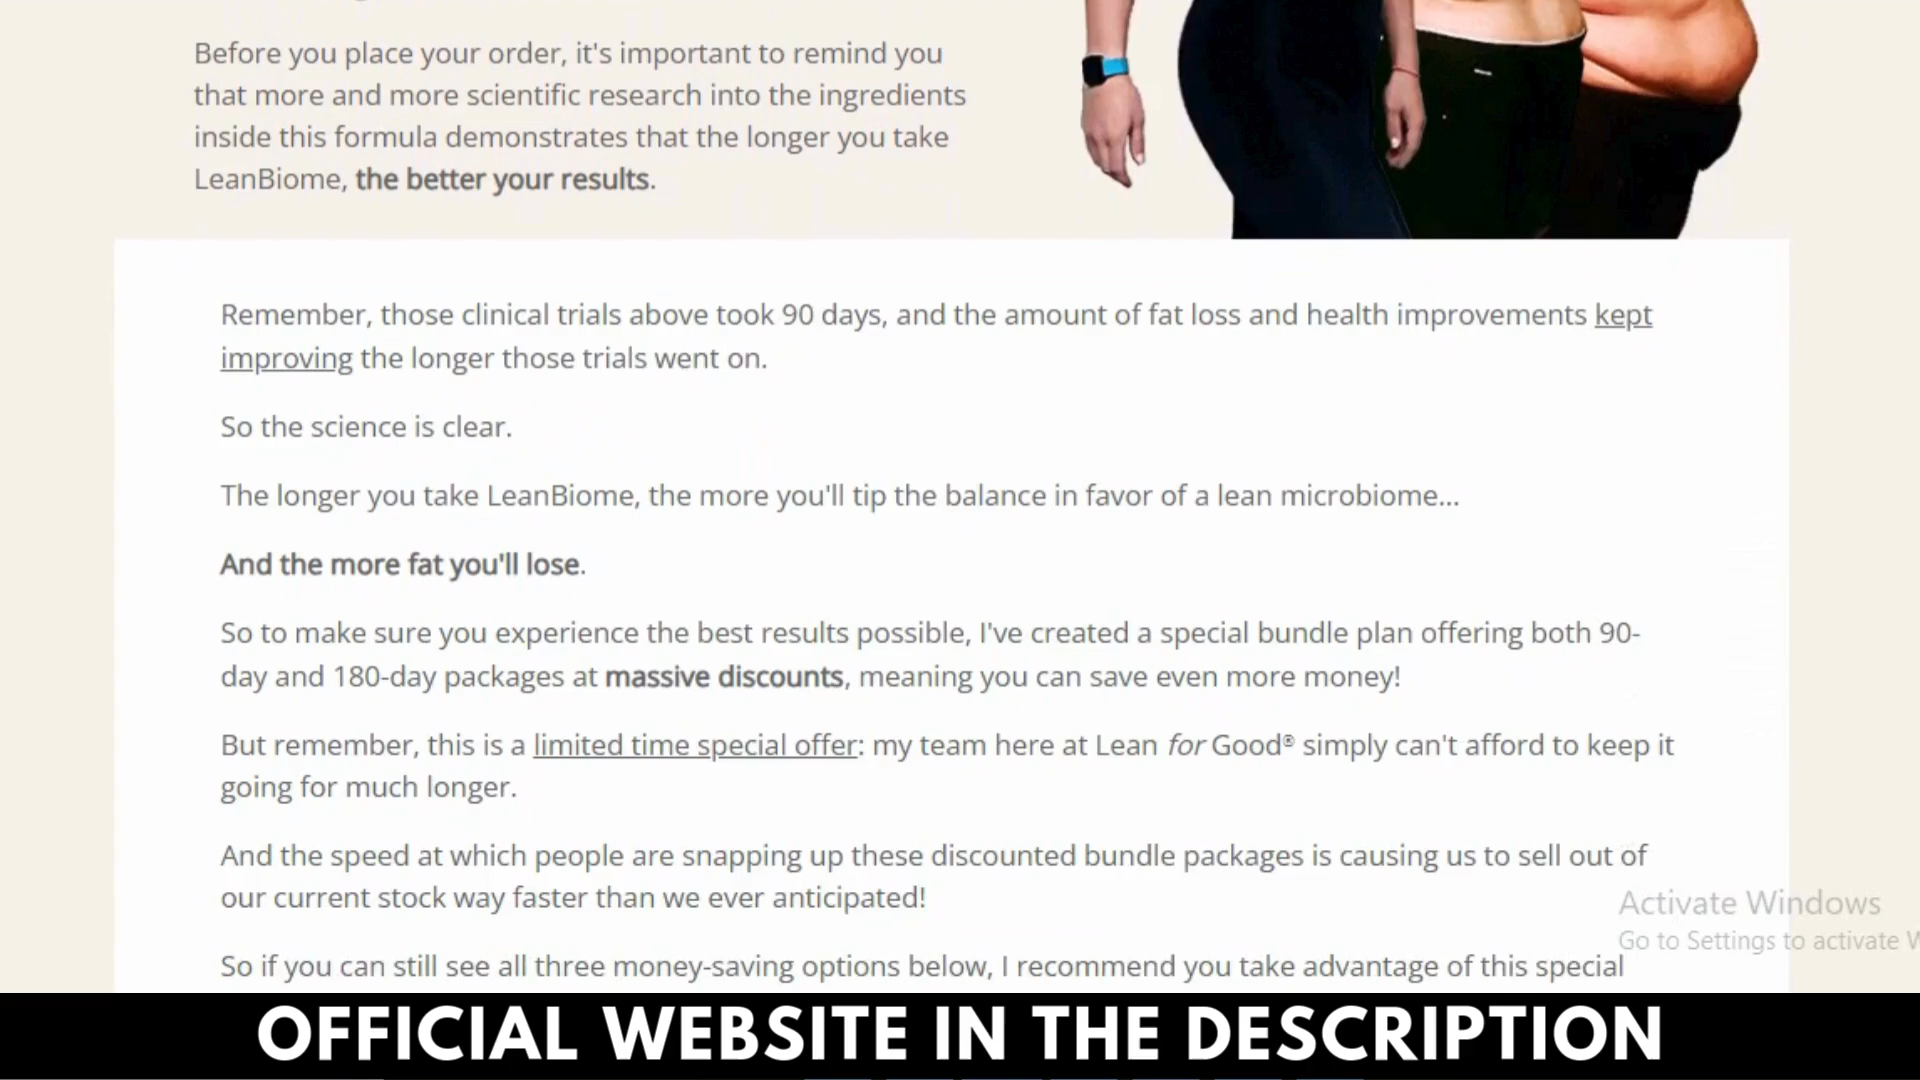 Before you place your order, it's important to remind you
that more and more scientific research into the ingredients
inside this formula demonstrates that the longer you take
LeanBiome, the better your results.
Remember, those clinical trials above took 90 days, and the amount of fat loss and health improvements kept
improving the longer those trials went on.
So the science is clear.
The longer you take LeanBiome, the more you'll tip the balance in favor of a lean microbiome...
And the more fat you'll lose.
So to make sure you experience the best results possible, I've created a special bundle plan offering both 90-
day and 180-day packages at massive discounts, meaning you can save even more money!
But remember, this is a limited time special offer: my team here at Lean for Good® simply can't afford to keep it
going for much longer.
And the speed at which people are snapping up these discounted bundle packages is causing us to sell out of
our current stock way faster than we ever anticipated!
Activate Windows
Go to Settings to activate W
So if you can still see all three money-saving options below, I recommend you take advantage of this special
OFFICIAL WEBSITE IN THE DESCRIPTION